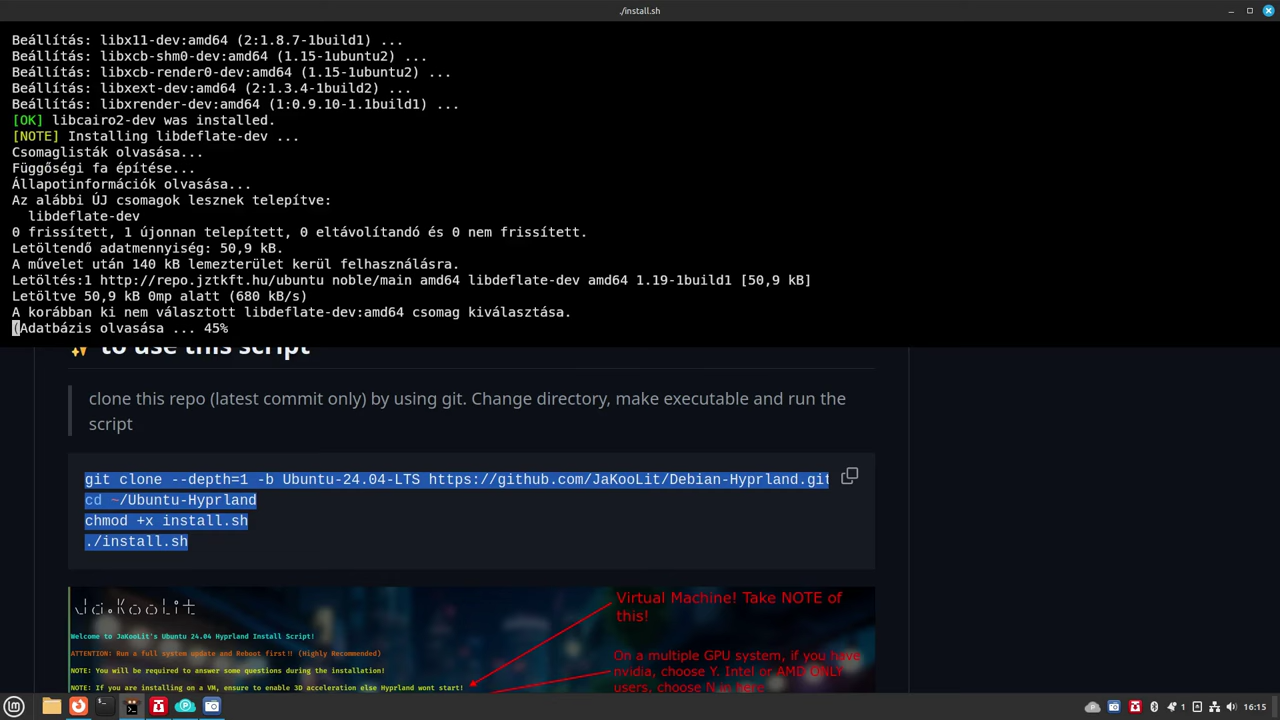 ./install.sh
Beállítás: libx11-dev:amd64 (2:1.8.7-1build1) ...
Beállítás: libxcb-shm0-dev:amd64 (1.15-1ubuntu2) ...
Beállítás: libxcb-render0-dev:amd64 (1.15-1ubuntu2) ...
Beállítás: libxext-dev:amd64 (2:1.3.4-1build2) ...
Beállítás: libxrender-dev:amd64 (1:0.9.10-1.1build1) ...
[OK] libcairo2-dev was installed.
[NOTE] Installing libdeflate-dev ...
Csomaglisták olvasása...
Függőségi fa építése...
Állapotinformációk olvasása...
Az alábbi ÚJ csomagok lesznek telepítve:
libdeflate-dev
0 frissített, 1 újonnan telepített, 0 eltávolítandó és 0 nem frissített.
Letöltendő adatmennyiség: 50,9 kB.
A művelet után 140 kB lemezterület kerül felhasználásra.
Letöltés:1 http://repo.jztkft.hu/ubuntu noble/main amd64 libdeflate-dev amd64 1.19-1build1 [50,9 kB]
Letöltve 50,9 kB 0mp alatt (680 kB/s)
A korábban ki nem választott libdeflate-dev:amd64 csomag kiválasztása.
(Adatbázis olvasása ... 45%
to use this script
clone this repo (latest commit only) by using git. Change directory, make executable and run the
script
git clone --depth=1 -b Ubuntu-24.04-LTS https://github.com/JaKooLit/Debian-Hyprland.git
cd ~/Ubuntu-Hyprland
chmod +x install.sh
./install.sh
Virtual Machine! Take NOTE of
this!
Welcome to JaKooLit's Ubuntu 24.04 Hyprland Install Script!
ATTENTION: Run a full system update and Reboot first!! (Highly Recommended)
NOTE: You will be required to answer some questions during the installation!
NOTE: If you are installing on a VM, ensure to enable 3D acceleration else Hyprland wont start!
On a multiple GPU system, if you have
nvidia, choose Y. Intel or AMD ONLY
users, choose N in here
1
16:15